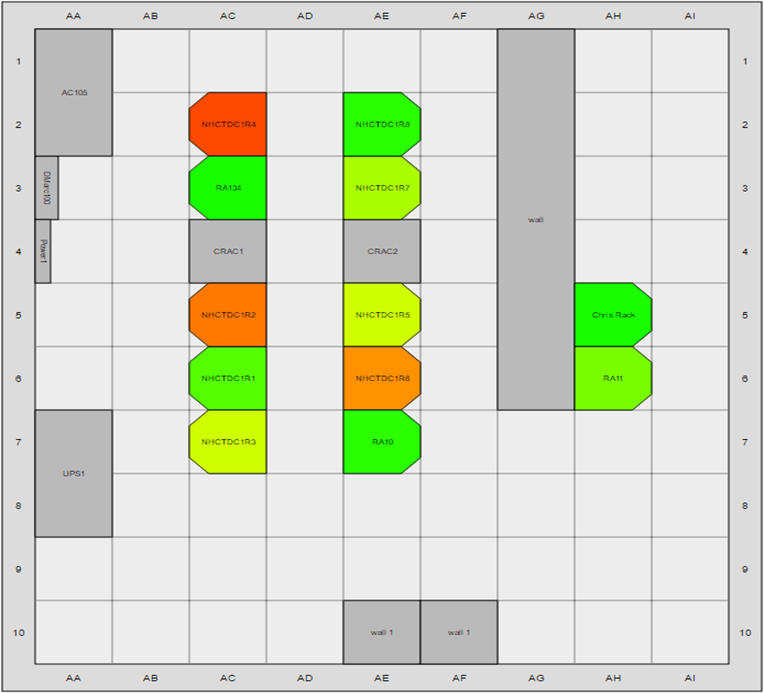 AA AB AC AD AE AF AG AH AI
1 1
AC105
2 NHCTDC1R4 NHCTDC1R8 2
3 DMarc100 RA134 NHCTDC1R7 wall 3
4 Power1 CRAC1 CRAC2 4
5 NHCTDC1R2 NHCTDC1R5 Chris Rack 5
6 NHCTDC1R1 NHCTDC1R6 RA11 6
7 NHCTDC1R3 RA10 7
UPS1
8 8
9 9
10 wall 1 wall 1 10
AA AB AC AD AE AF AG AH AI